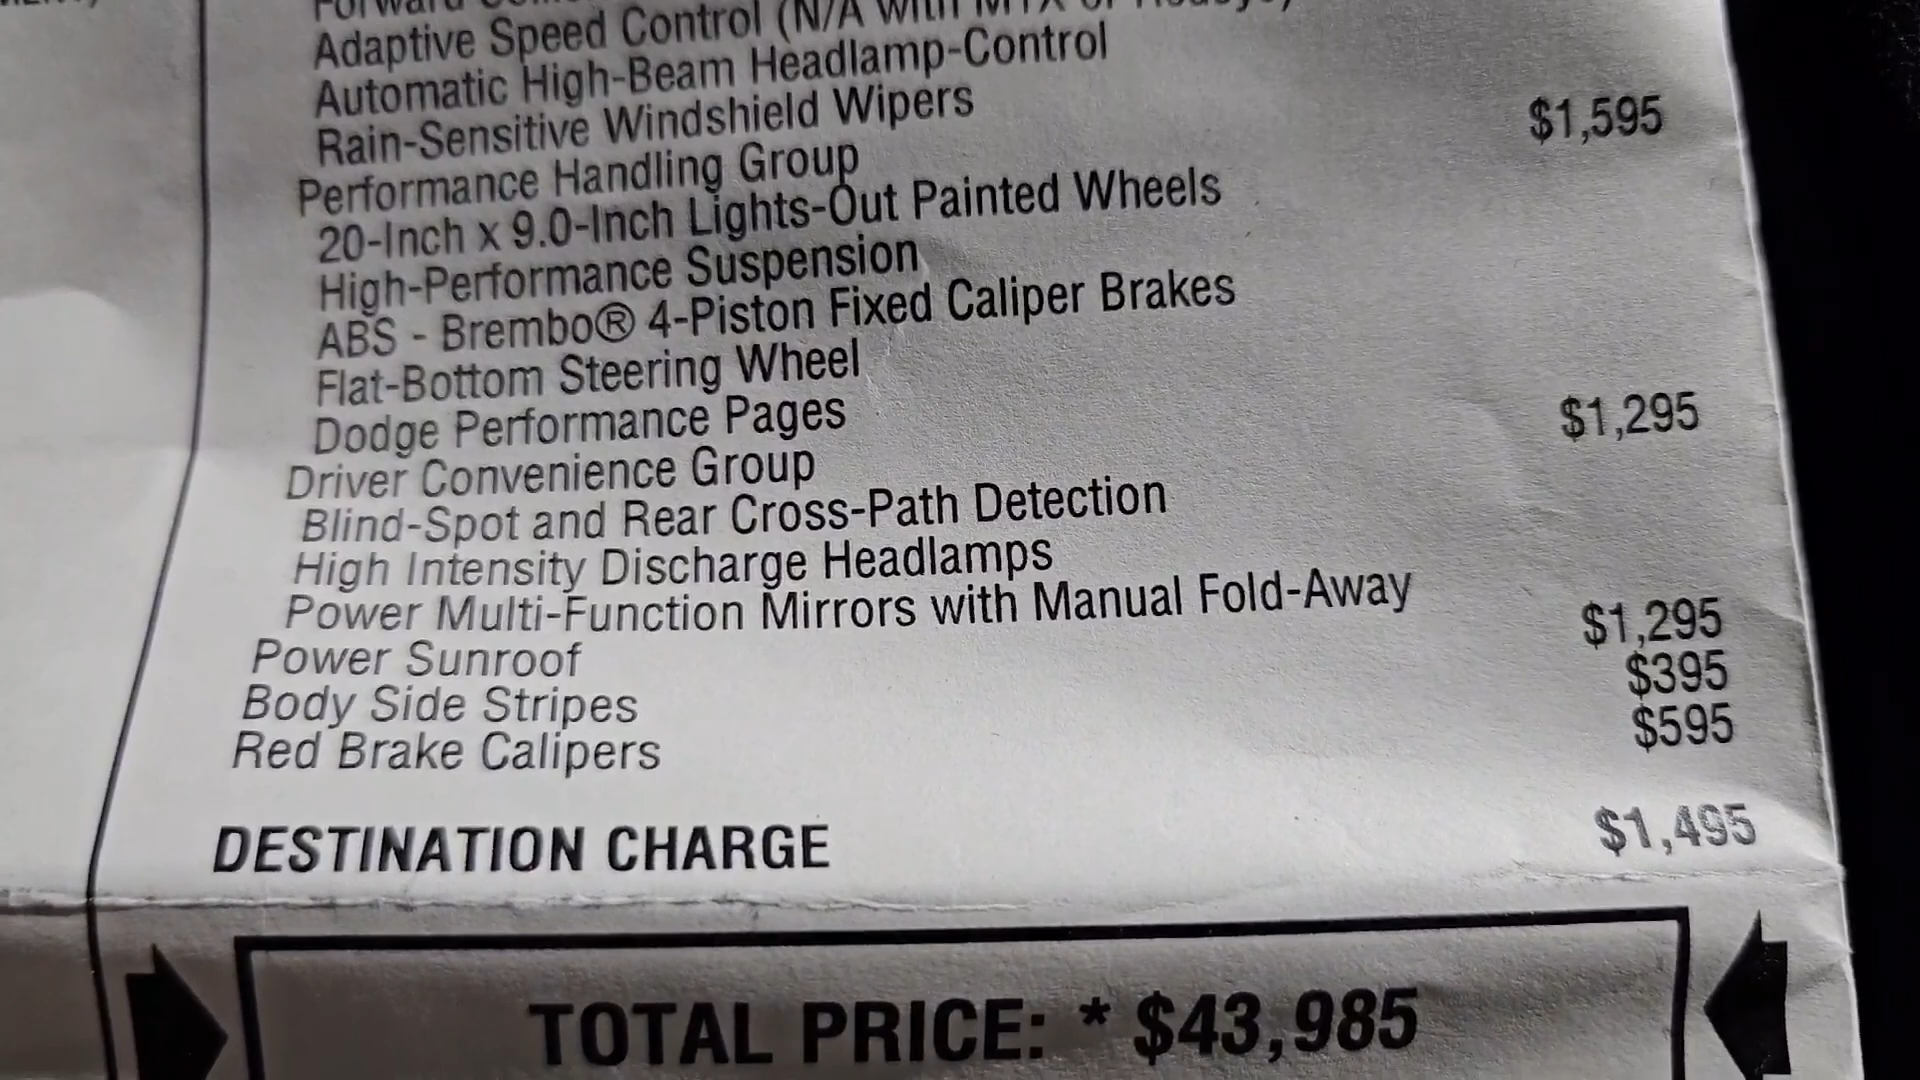 Adaptive Speed Control (N/A with
Automatic High-Beam Headlamp-Control
Rain-Sensitive Windshield Wipers
Performance Handling Group $1,595
20-Inch x 9.0-Inch Lights-Out Painted Wheels
High-Performance Suspension
ABS - Brembo® 4-Piston Fixed Caliper Brakes
Flat-Bottom Steering Wheel
Dodge Performance Pages
Driver Convenience Group $1,295
Blind-Spot and Rear Cross-Path Detection
High Intensity Discharge Headlamps
Power Multi-Function Mirrors with Manual Fold-Away
Power Sunroof $1,295
Body Side Stripes $395
Red Brake Calipers $595
DESTINATION CHARGE $1,495
TOTAL PRICE: * $43,985